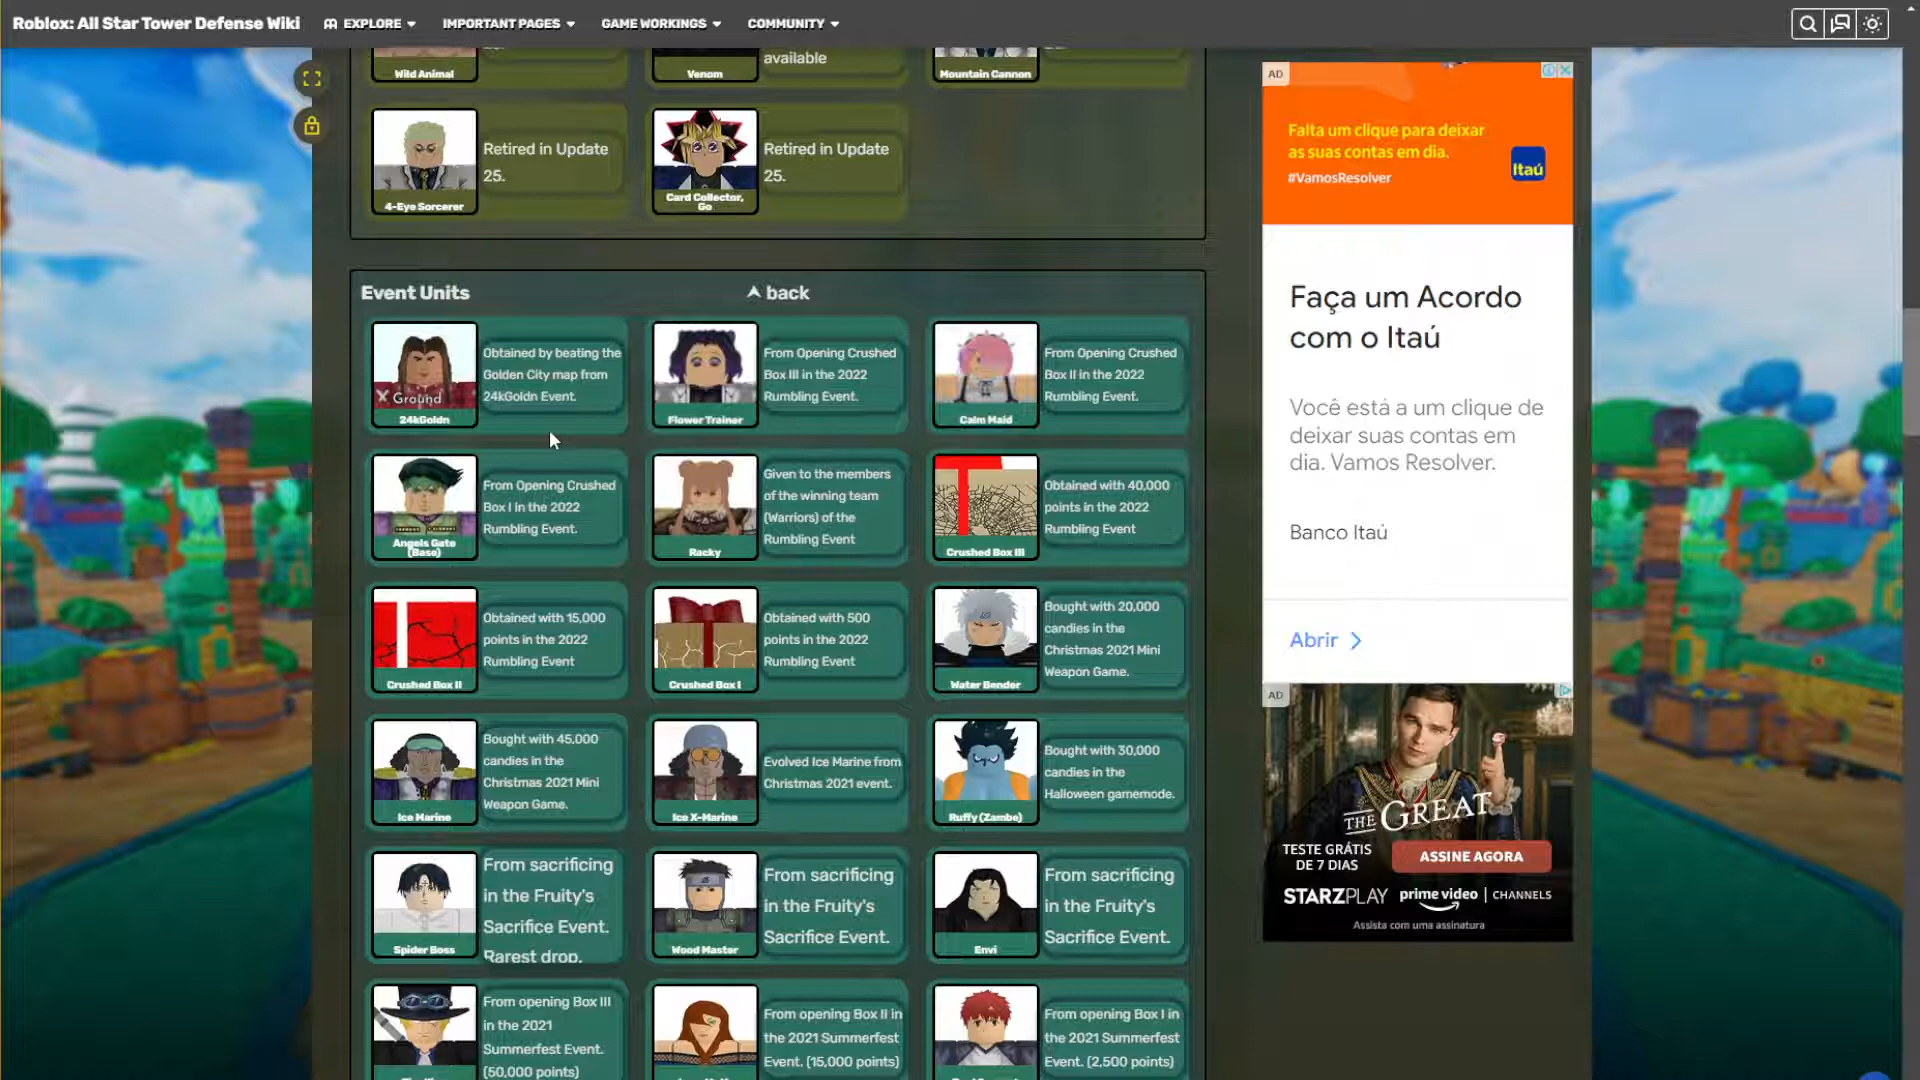 Roblox: All Star Tower Defense Wiki
EXPLORE
IMPORTANT PAGES
GAME WORKINGS
COMMUNITY
Wild Animal
Venom
available
Mountain Cannon
4-Eye Sorcerer
Retired in Update
25.
Card Collector,
Go
Retired in Update
25.
Event Units
back
X Ground
24kGoldn
Obtained by beating the
Golden City map from
24kGoldn Event.
Flower Trainer
From Opening Crushed
Box III in the 2022
Rumbling Event.
Calm Maid
From Opening Crushed
Box II in the 2022
Rumbling Event.
Angels Gate
(Base)
From Opening Crushed
Box I in the 2022
Rumbling Event.
Racky
Given to the members
of the winning team
(Warriors) of the
Rumbling Event
Crushed Box III
Obtained with 40,000
points in the 2022
Rumbling Event
Crushed Box II
Obtained with 15,000
points in the 2022
Rumbling Event
Crushed Box I
Obtained with 500
points in the 2022
Rumbling Event
Water Bender
Bought with 20,000
candies in the
Christmas 2021 Mini
Weapon Game.
Ice Marine
Bought with 45,000
candies in the
Christmas 2021 Mini
Weapon Game.
Ice X-Marine
Evolved Ice Marine from
Christmas 2021 event.
Ruffy (Zambe)
Bought with 30,000
candies in the
Halloween gamemode.
Spider Boss
From sacrificing
in the Fruity's
Sacrifice Event.
Rarest drop.
Wood Master
From sacrificing
in the Fruity's
Sacrifice Event.
Envi
From sacrificing
in the Fruity's
Sacrifice Event.
From opening Box III
in the 2021
Summerfest Event.
(50,000 points)
From opening Box II in
the 2021 Summerfest
Event. (15,000 points)
From opening Box I in
the 2021 Summerfest
Event. (2,500 points)
AD
Falta um clique para deixar
as suas contas em dia.
#VamosResolver
Itaú
Faça um Acordo
com o Itaú
Você está a um clique de
deixar suas contas em
dia. Vamos Resolver.
Banco Itaú
Abrir
AD
THE GREAT
TESTE GRÁTIS
DE 7 DIAS
ASSINE AGORA
STARZPLAY
prime video
CHANNELS
Assista com uma assinatura